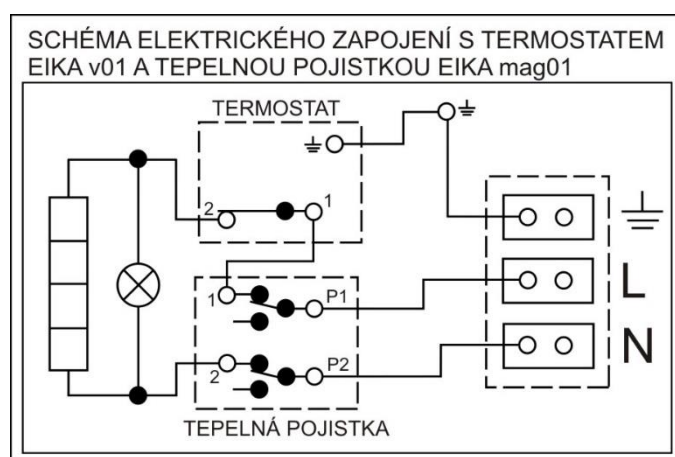 SCHÉMA ELEKTRICKÉHO ZAPOJENÍ S TERMOSTATEM
EIKA v01 A TEPELNOU POJISTKOU EIKA mag01
TERMOSTAT
2
1
1
P1
L
2
P2
N
TEPELNÁ POJISTKA